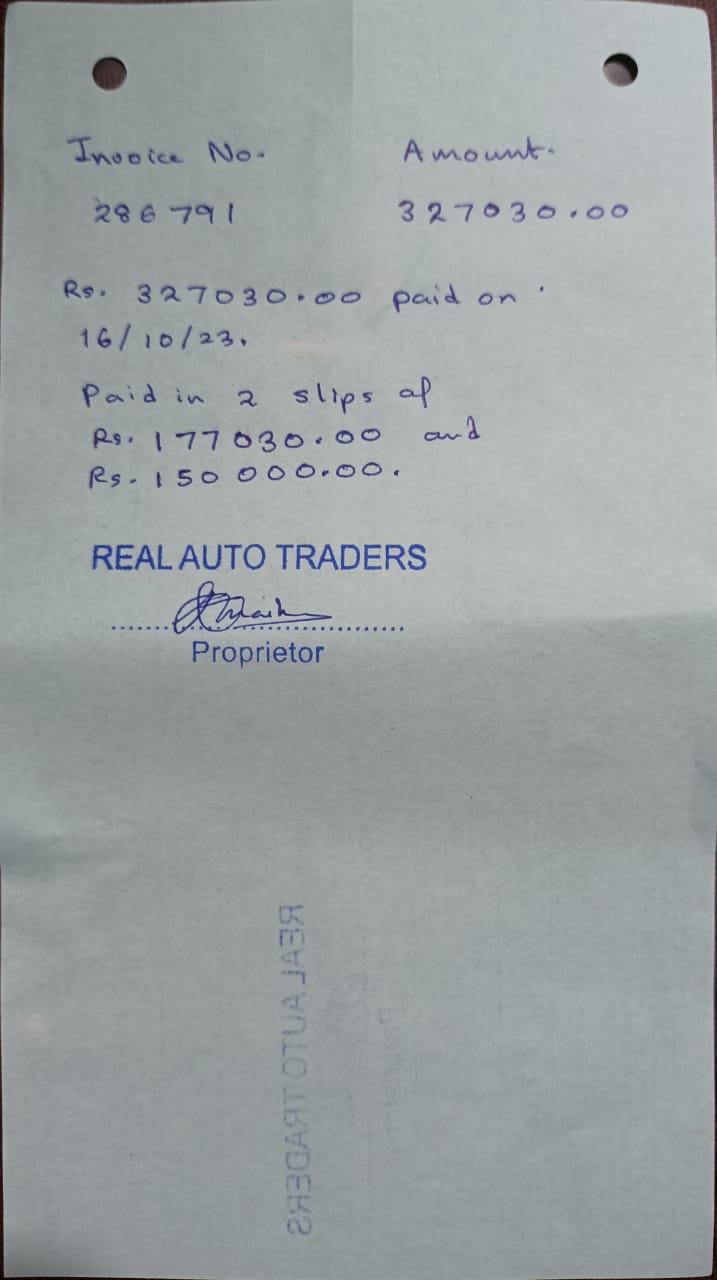 Invoice No. Amount.
286791 327030.00
Rs. 327030.00 paid on
16/10/23.
Paid in 2 slips of
Rs. 177030.00 and
Rs. 150000.00.
REAL AUTO TRADERS
Proprietor
REAL AUTO TRADERS